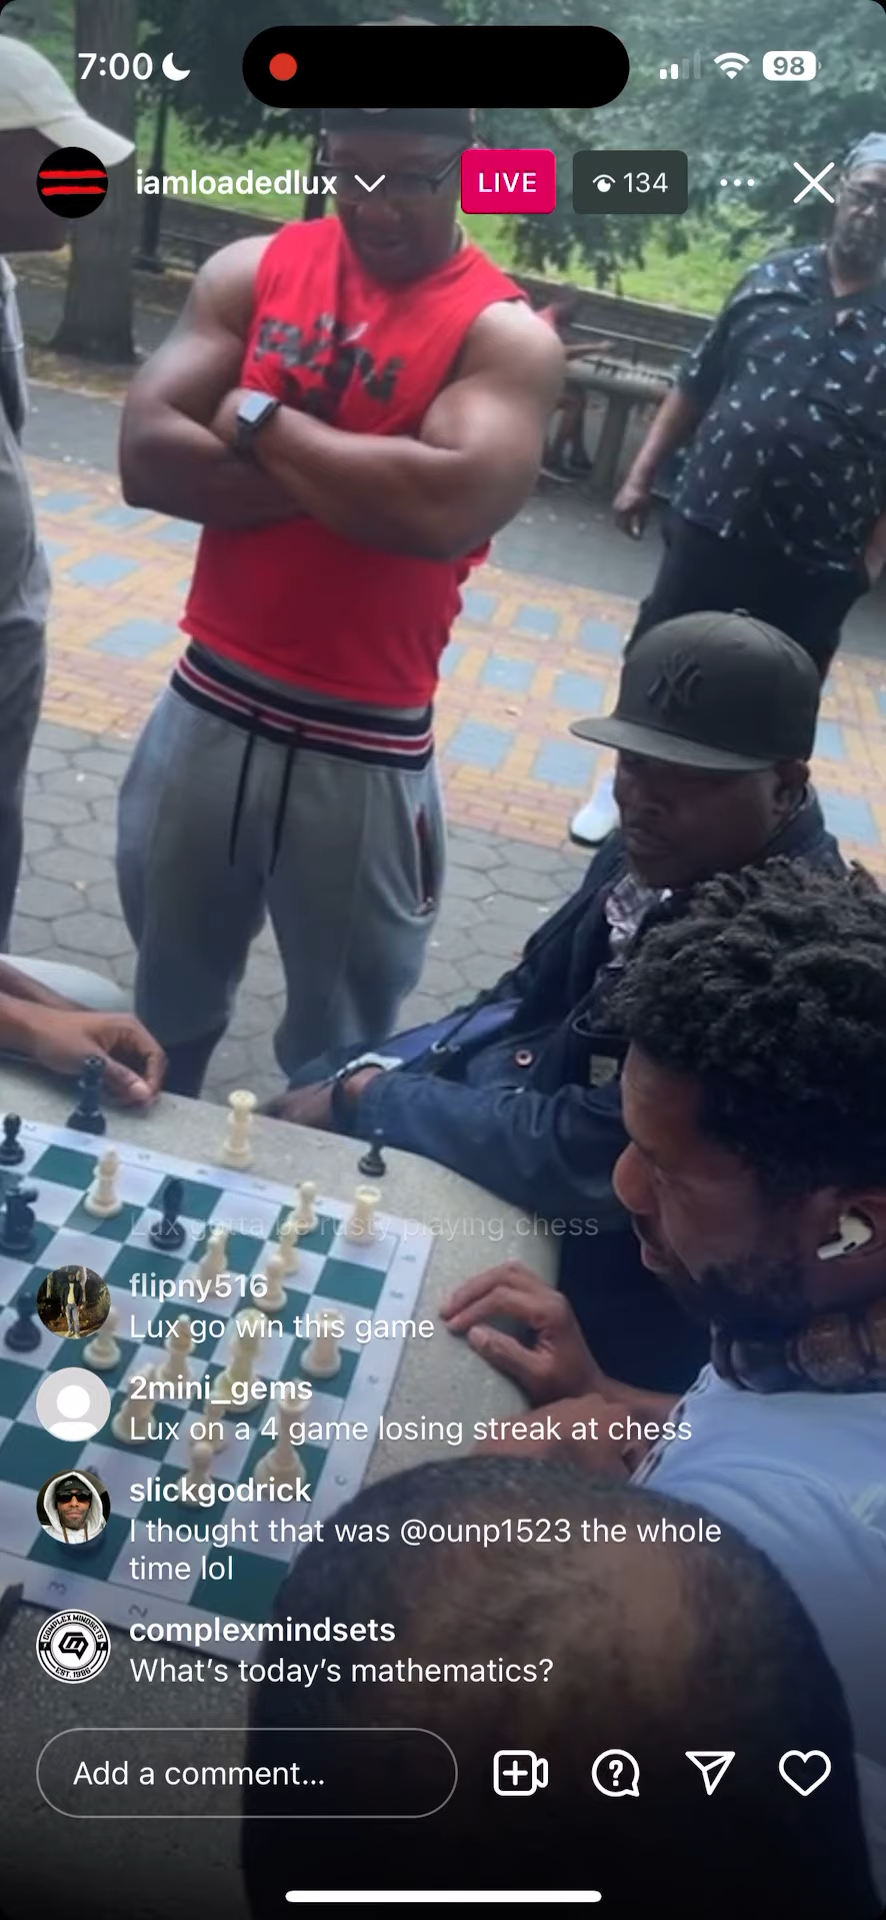 7:00
98
iamloadedlux
LIVE
134
Lux gotta be rusty playing chess
flipny516
Lux go win this game
2mini_gems
Lux on a 4 game losing streak at chess
slickgodrick
I thought that was @ounp1523 the whole
time lol
complexmindsets
What's today's mathematics?
Add a comment...